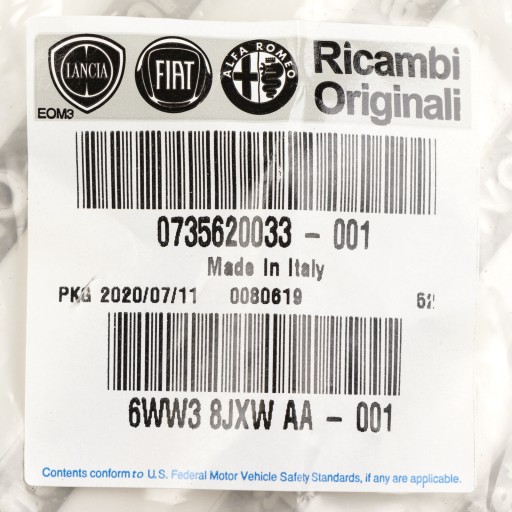 LANCIA FIAT ALFA ROMEO Ricambi
Originali
EOM3
0735620033 - 001
Made In Italy
PKG 2020/07/11 0080619 62
6WW3 8JXW AA - 001
Contents conform to U.S. Federal Motor Vehicle Safety Standards, if any are applicable.